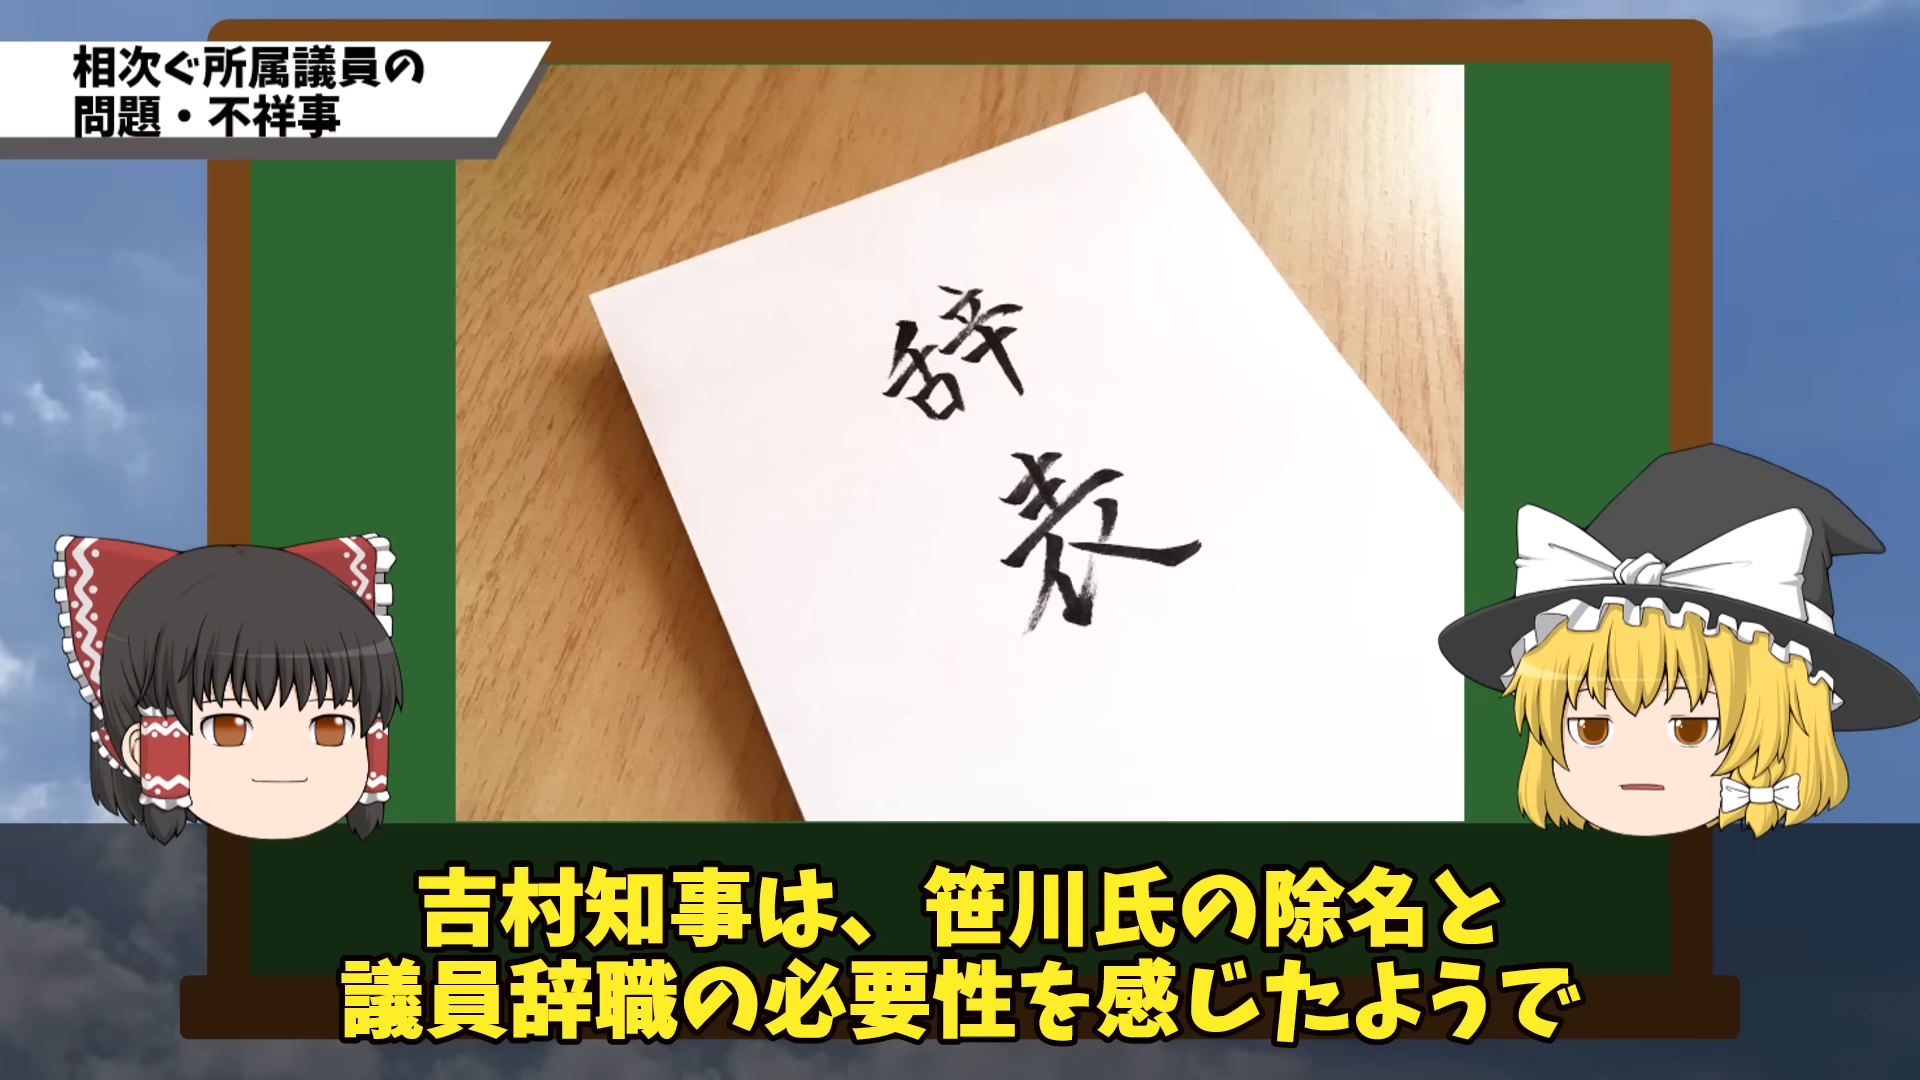 相次ぐ所属議員の
問題・不祥事
辞
表
吉村知事は、笹川氏の除名と
議員辞職の必要性を感じたようで